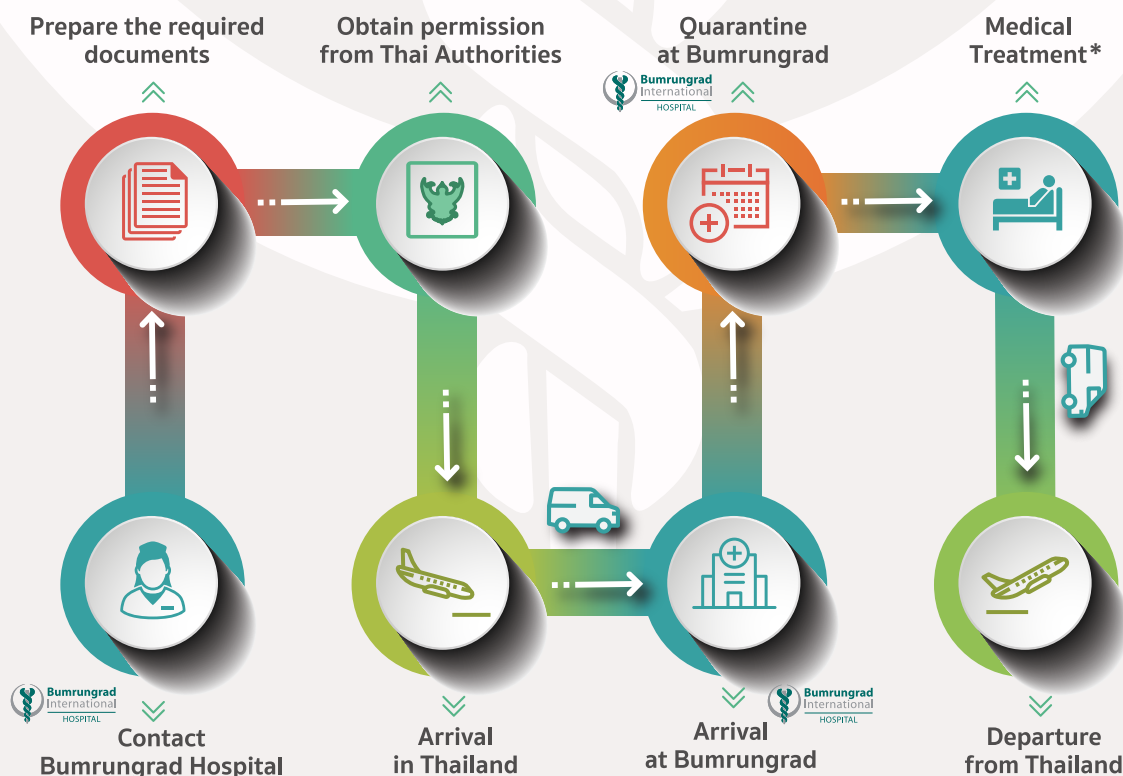 Prepare the required
documents
Obtain permission
from Thai Authorities
Quarantine
at Bumrungrad
Bumrungrad
International
HOSPITAL
Medical
Treatment*
Bumrungrad
International
HOSPITAL
Contact
Bumrungrad Hospital
Arrival
in Thailand
Arrival
at Bumrungrad
Bumrungrad
International
HOSPITAL
Departure
from Thailand